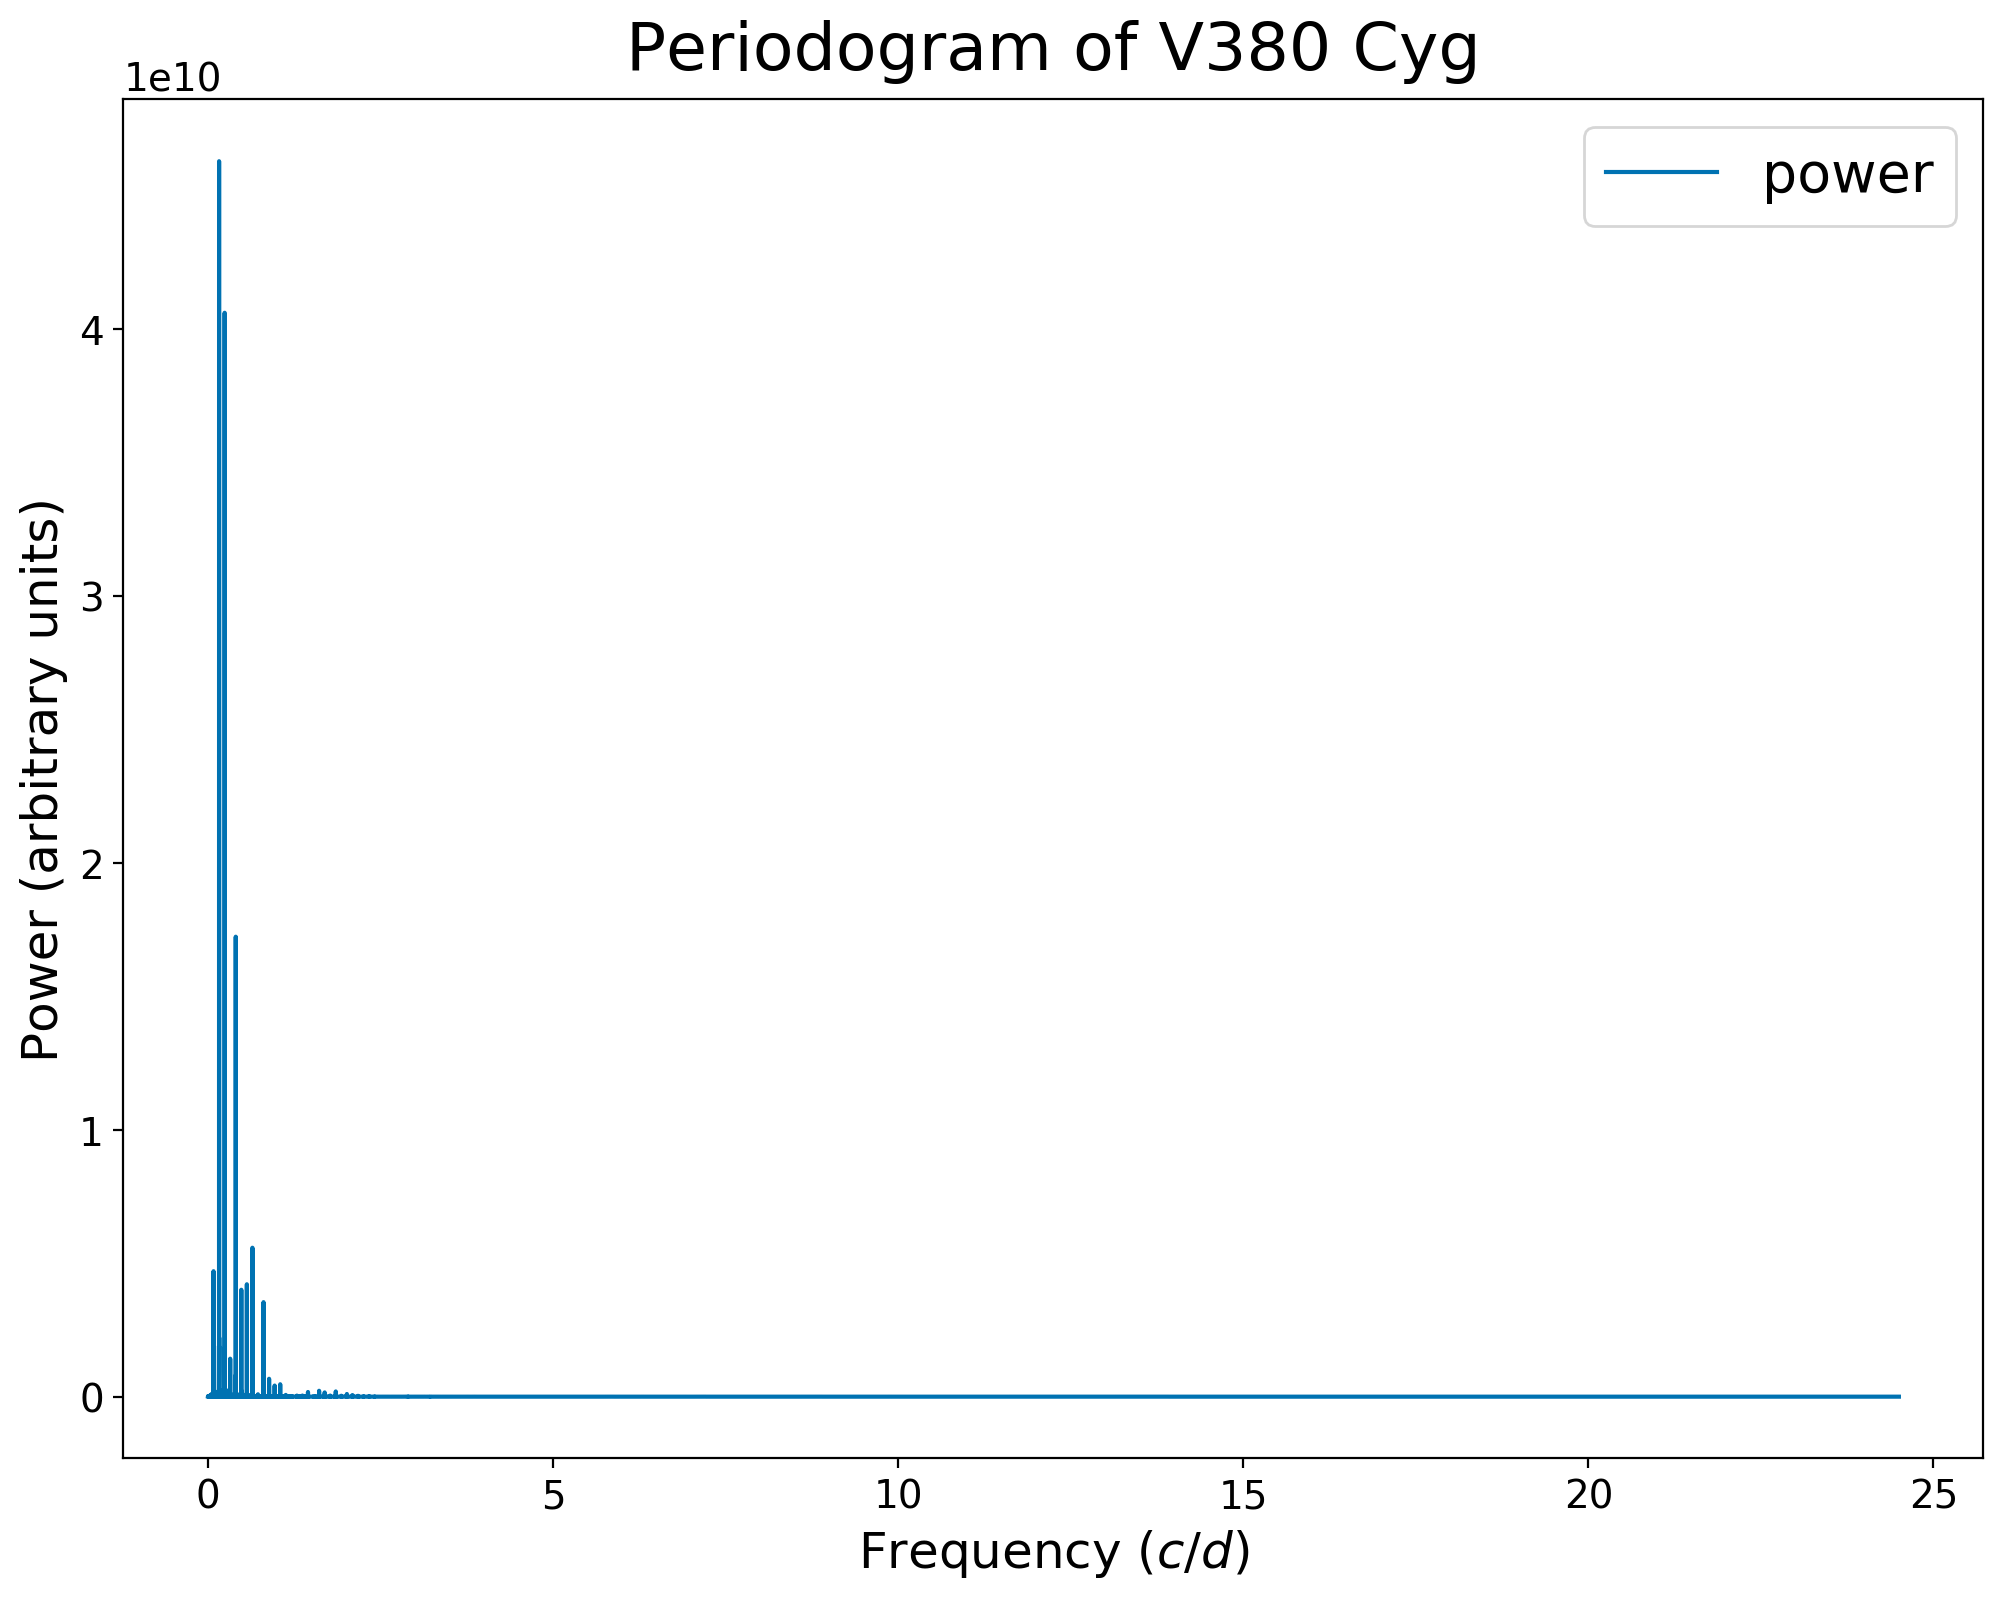 Periodogram of V380 Cyg
1e10
power
4
3
2
1
0
Power (arbitrary units)
0 5 10 15 20 25
Frequency (c/d)